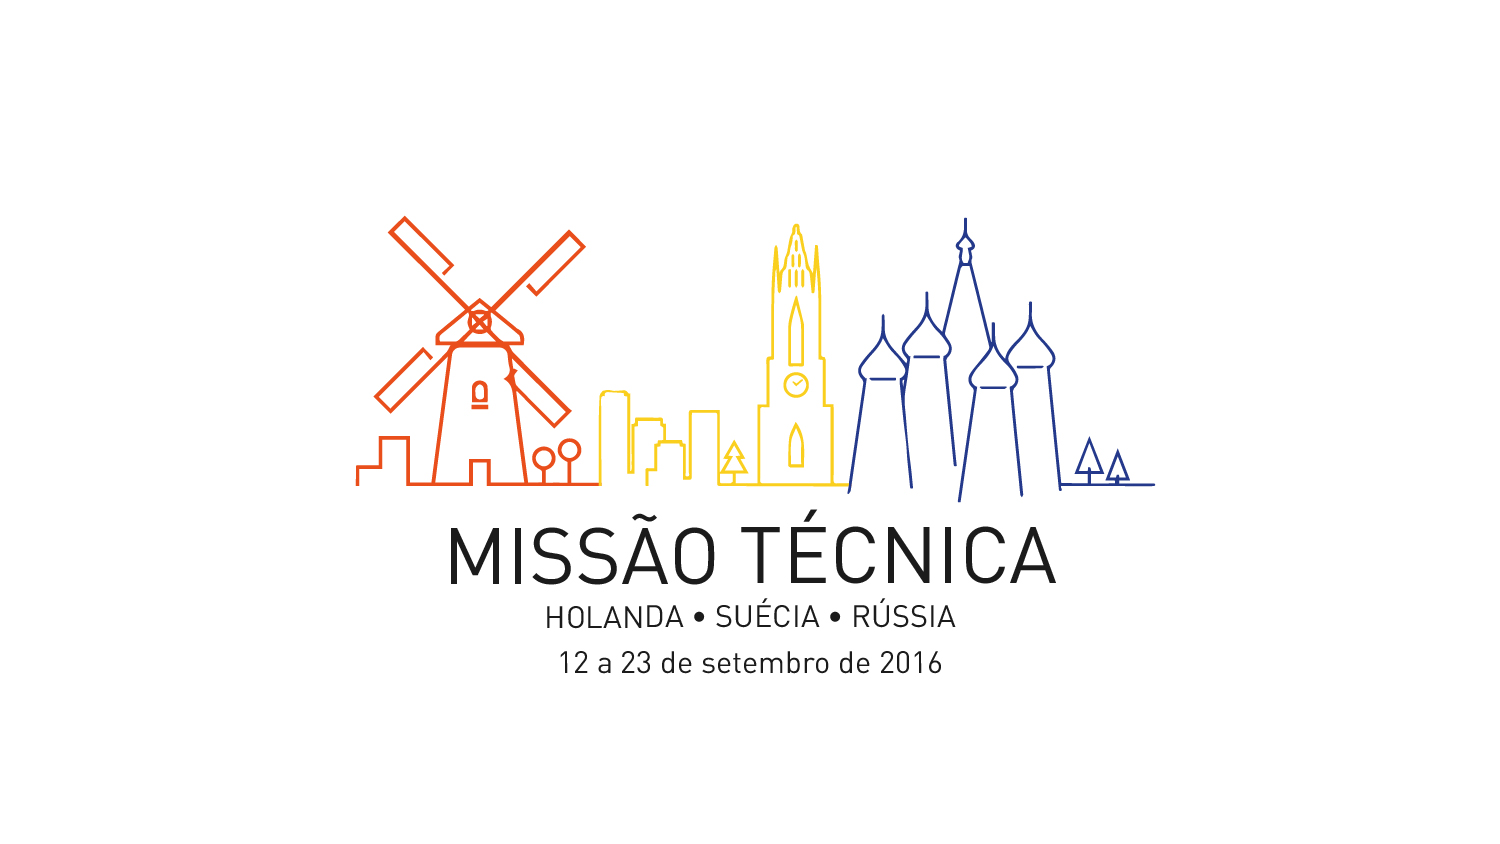 MISSÃO TÉCNICA
HOLANDA • SUÉCIA • RÚSSIA
12 a 23 de setembro de 2016